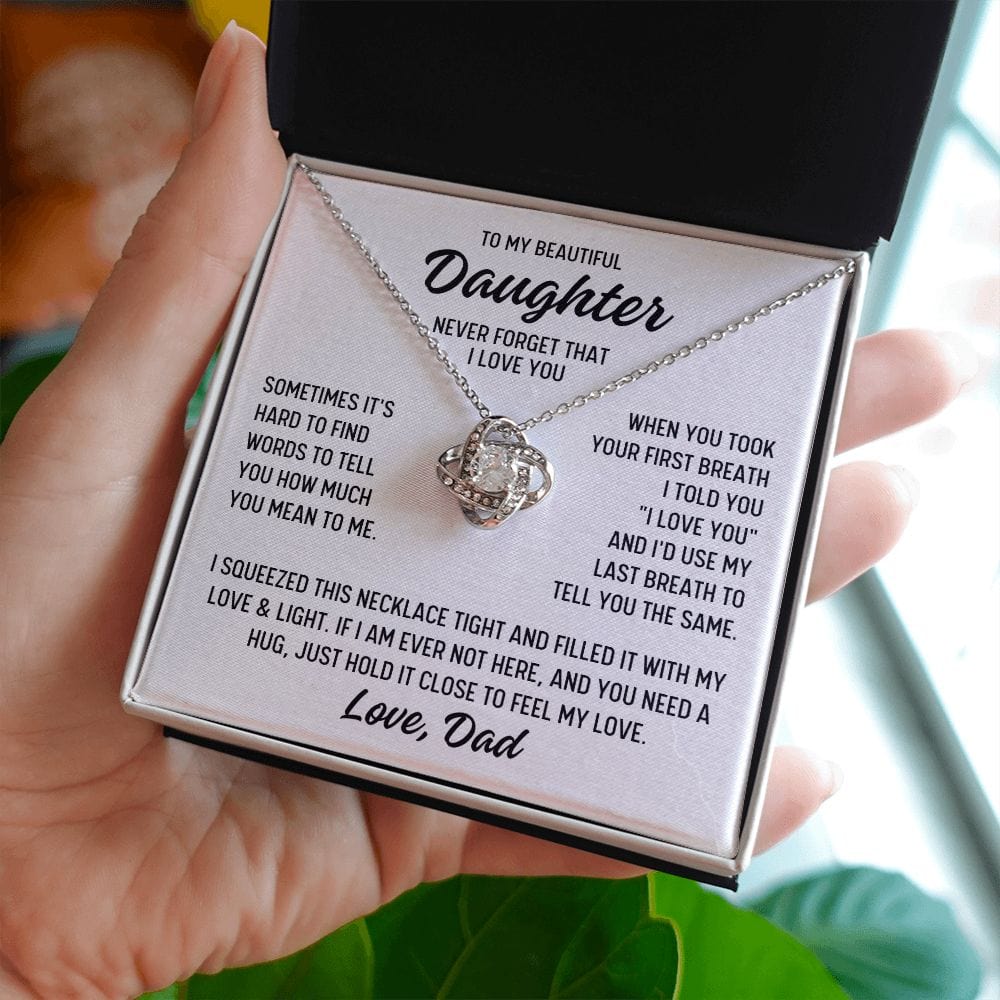 TO MY BEAUTIFUL
Daughter
NEVER FORGET THAT
I LOVE YOU
SOMETIMES IT'S
HARD TO FIND
WORDS TO TELL
YOU HOW MUCH
YOU MEAN TO ME.
WHEN YOU TOOK
YOUR FIRST BREATH
I TOLD YOU
"I LOVE YOU"
AND I'D USE MY
LAST BREATH TO
TELL YOU THE SAME.
I SQUEEZED THIS NECKLACE TIGHT AND FILLED IT WITH MY
LOVE & LIGHT. IF I AM EVER NOT HERE, AND YOU NEED A
HUG, JUST HOLD IT CLOSE TO FEEL MY LOVE.
Love, Dad